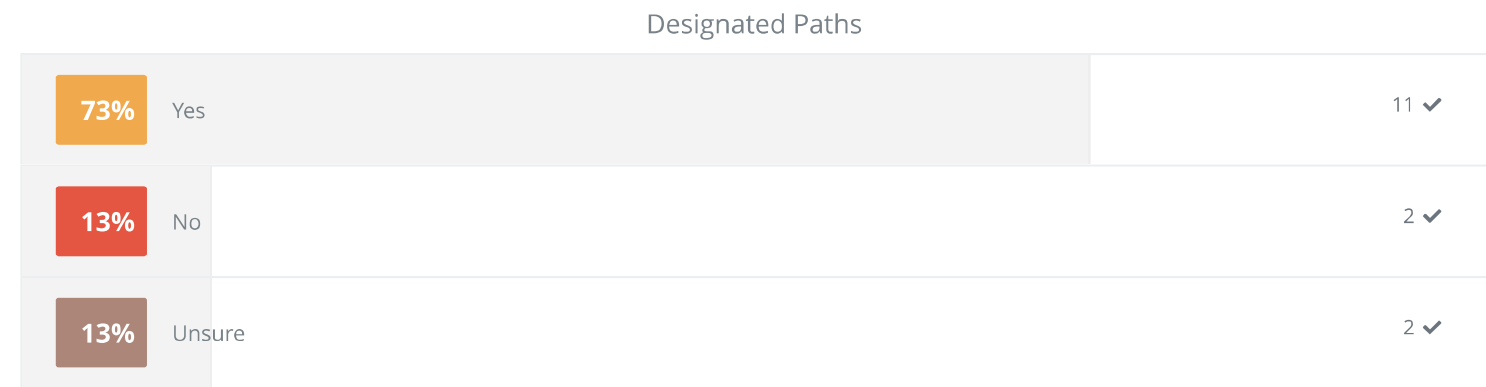 Designated Paths
73% Yes 11
13% No 2
13% Unsure 2